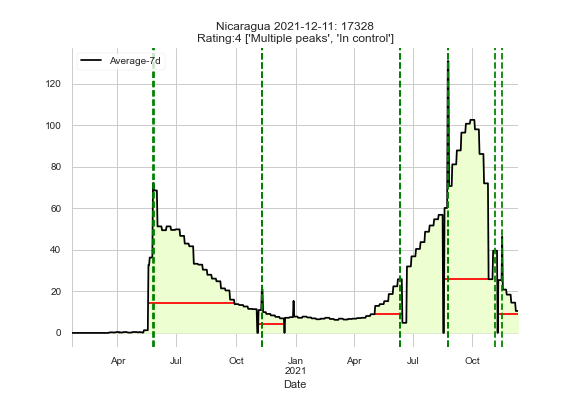 Nicaragua 2021-12-11: 17328
Rating:4 ['Multiple peaks', 'In control']
Average-7d
120
100
80
60
40
20
0
Apr Jul Oct Jan Apr Jul Oct
2021
Date